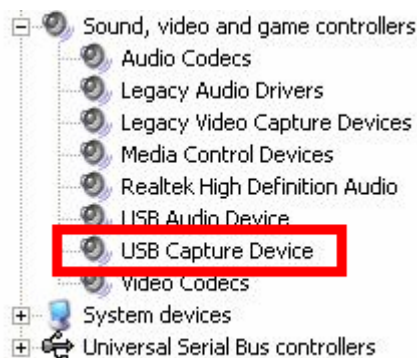 Sound, video and game controllers
Audio Codecs
Legacy Audio Drivers
Legacy Video Capture Devices
Media Control Devices
Realtek High Definition Audio
USB Audio Device
USB Capture Device
Video Codecs
System devices
Universal Serial Bus controllers